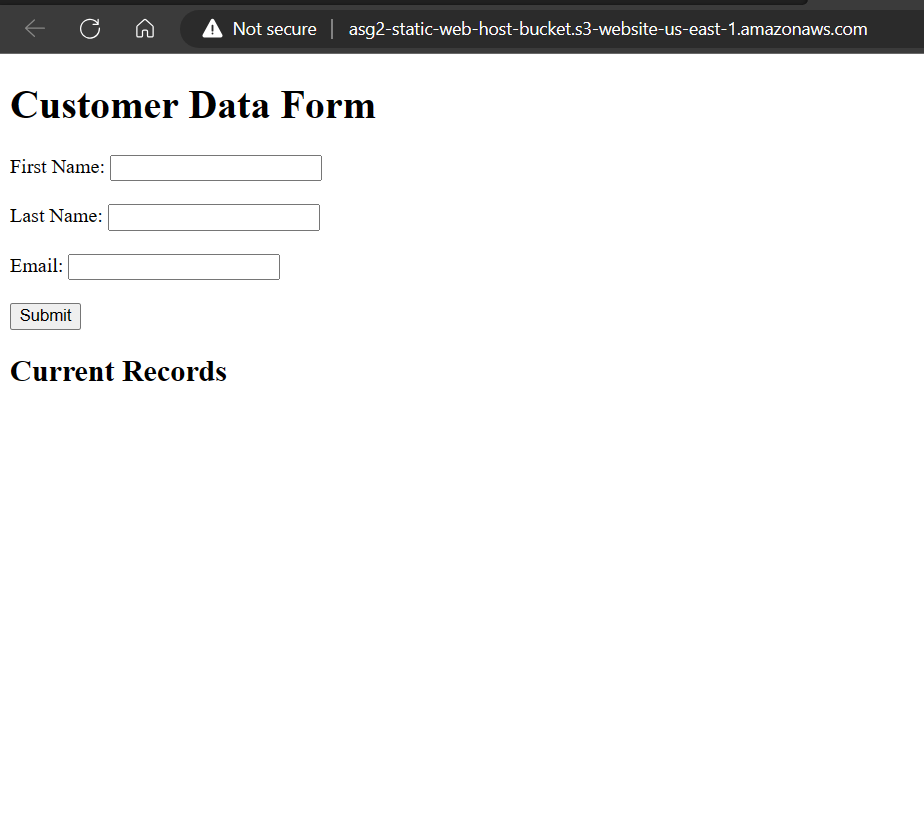 Not secure | asg2-static-web-host-bucket.s3-website-us-east-1.amazonaws.com
Customer Data Form
First Name:
Last Name:
Email:
Submit
Current Records